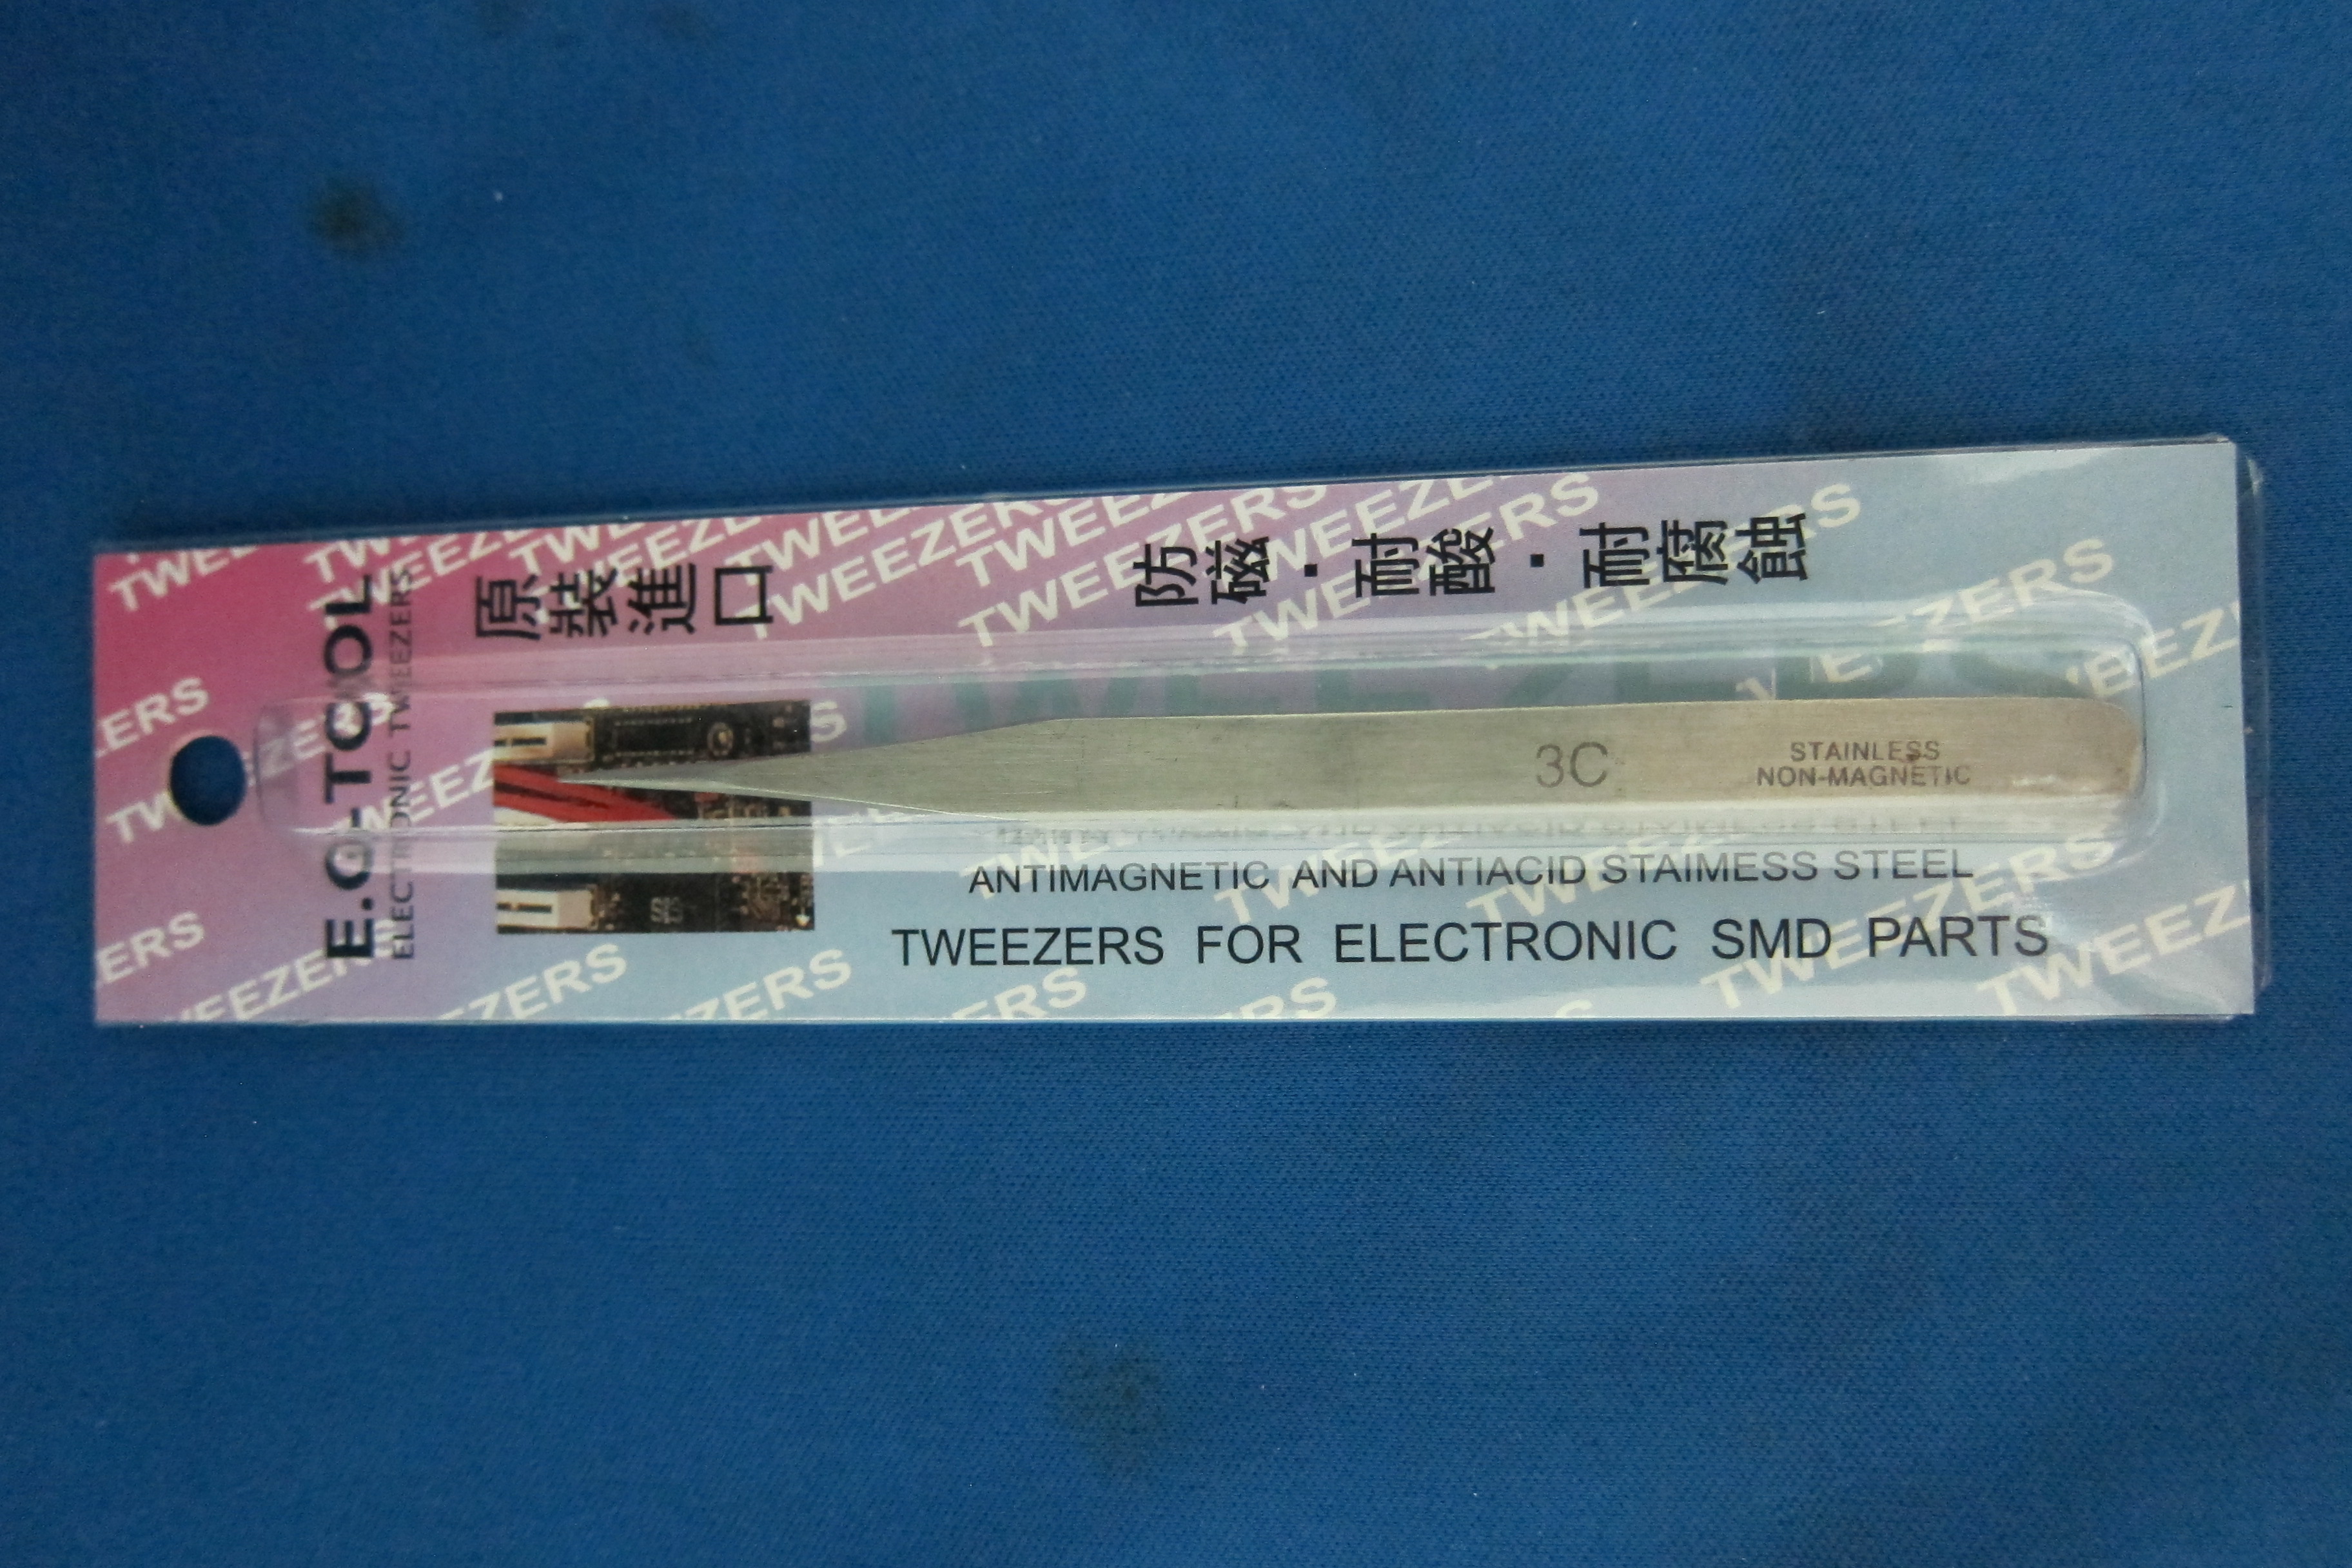 E.O-TOOL
ELECTRONIC TWEEZERS
原裝進口
防磁·耐酸·耐腐蝕
TWEEZERS
3C
STAINLESS
NON-MAGNETIC
ANTIMAGNETIC AND ANTIACID STAIMESS STEEL
TWEEZERS FOR ELECTRONIC SMD PARTS